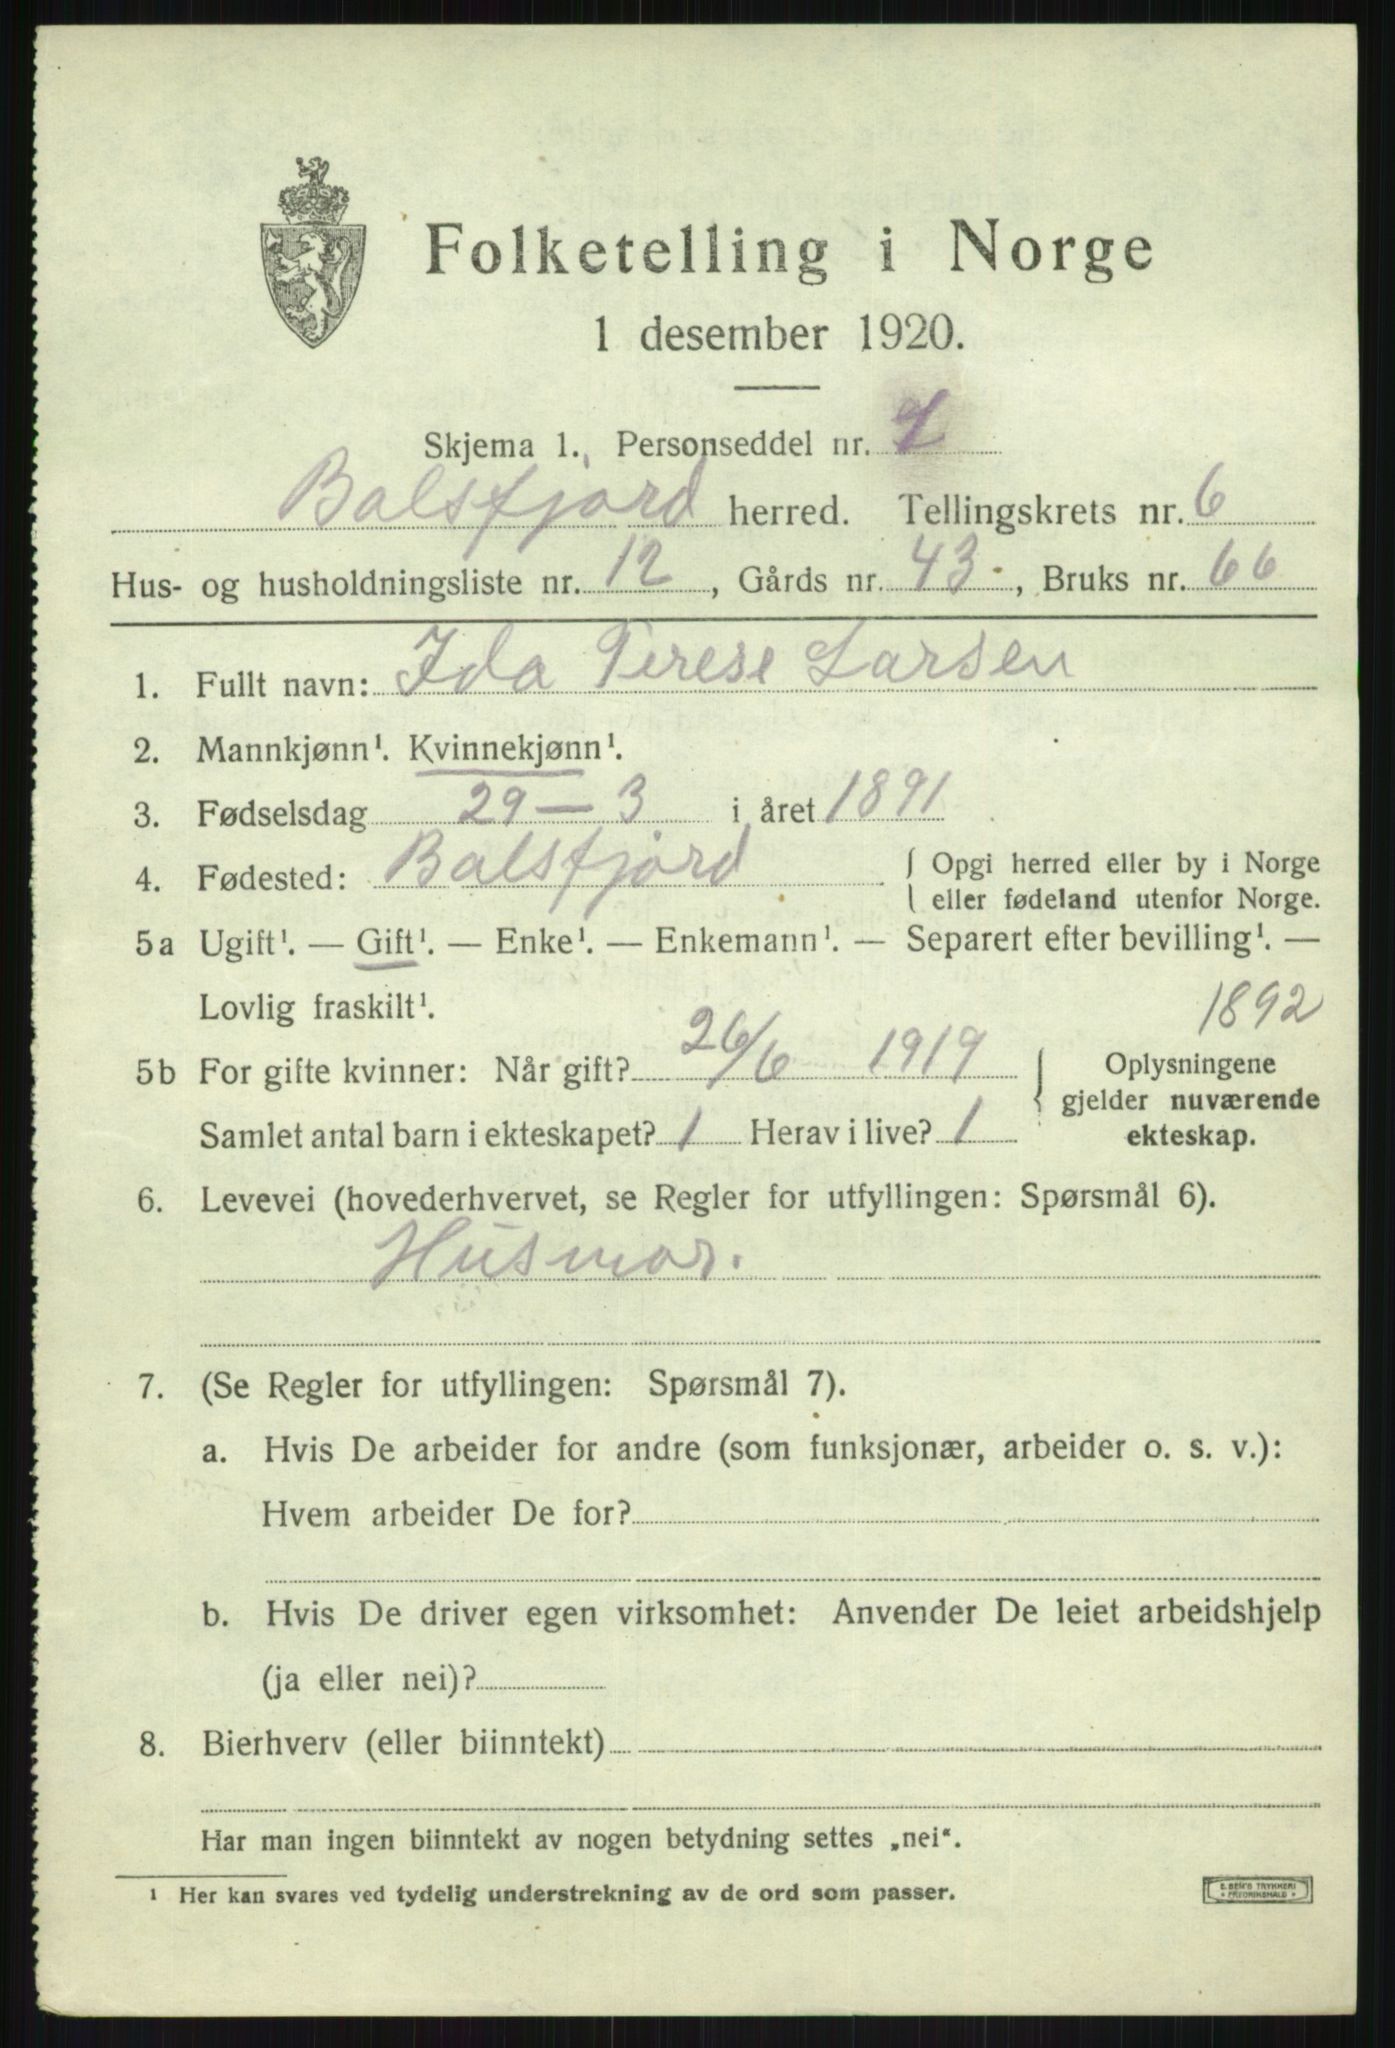 Folketelling i Norge
1 desember 1920.
Skjema 1. Personseddel nr.
Balsfjord herred. Tellingskrets nr. 6
Hus- og husholdningsliste nr. 12, Gårds nr. 43, Bruks nr. 66
1. Fullt navn: Ida Terese Larsen
2. Mannkjønn¹. Kvinnekjønn¹.
3. Fødselsdag 29 — 3 i året 1891
4. Fødested: Balsfjord { Opgi herred eller by i Norge
eller fødeland utenfor Norge.
5a Ugift¹. — Gift¹. — Enke¹. — Enkemann¹. — Separert efter bevilling¹. —
Lovlig fraskilt¹. 1892
5b For gifte kvinner: Når gift? 26/6 1919 { Oplysningene
gjelder nuværende
Samlet antal barn i ekteskapet? 1 Herav i live? 1 ekteskap.
6. Levevei (hovederhvervet, se Regler for utfyllingen: Spørsmål 6).
Husmor.
7. (Se Regler for utfyllingen: Spørsmål 7).
a. Hvis De arbeider for andre (som funksjonær, arbeider o. s. v.):
Hvem arbeider De for?
b. Hvis De driver egen virksomhet: Anvender De leiet arbeidshjelp
(ja eller nei)?
8. Bierhverv (eller biinntekt)
Har man ingen biinntekt av nogen betydning settes „nei“.
¹ Her kan svares ved tydelig understrekning av de ord som passer.
E. SEM'S TRYKKERI
FREDRIKSHALD